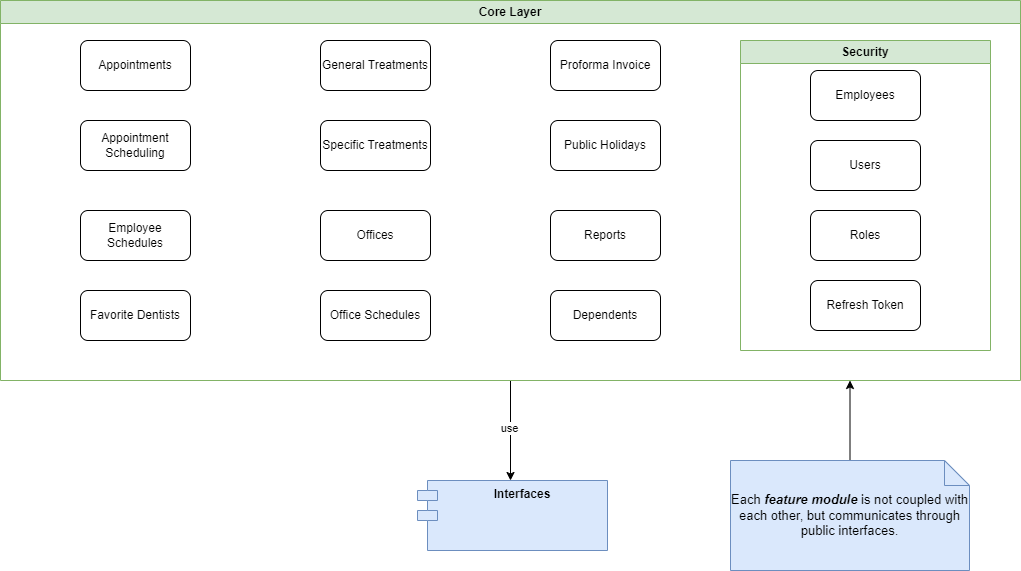 Core Layer
Appointments
General Treatments
Proforma Invoice
Security
Employees
Appointment
Scheduling
Specific Treatments
Public Holidays
Users
Employee
Schedules
Offices
Reports
Roles
Favorite Dentists
Office Schedules
Dependents
Refresh Token
use
Interfaces
Each feature module is not coupled with
each other, but communicates through
public interfaces.